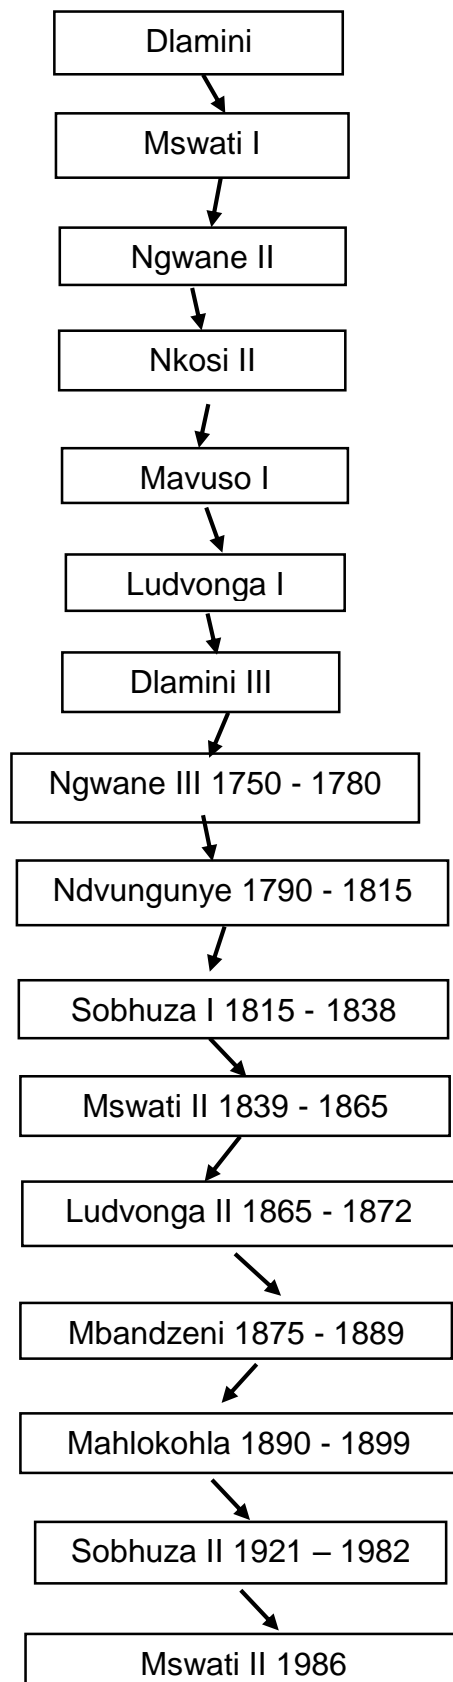 Dlamini
Mswati I
Ngwane II
Nkosi II
Mavuso I
Ludvonga I
Dlamini III
Ngwane III 1750 - 1780
Ndvungunye 1790 - 1815
Sobhuza I 1815 - 1838
Mswati II 1839 - 1865
Ludvonga II 1865 - 1872
Mbandzeni 1875 - 1889
Mahlokohla 1890 - 1899
Sobhuza II 1921 – 1982
Mswati II 1986